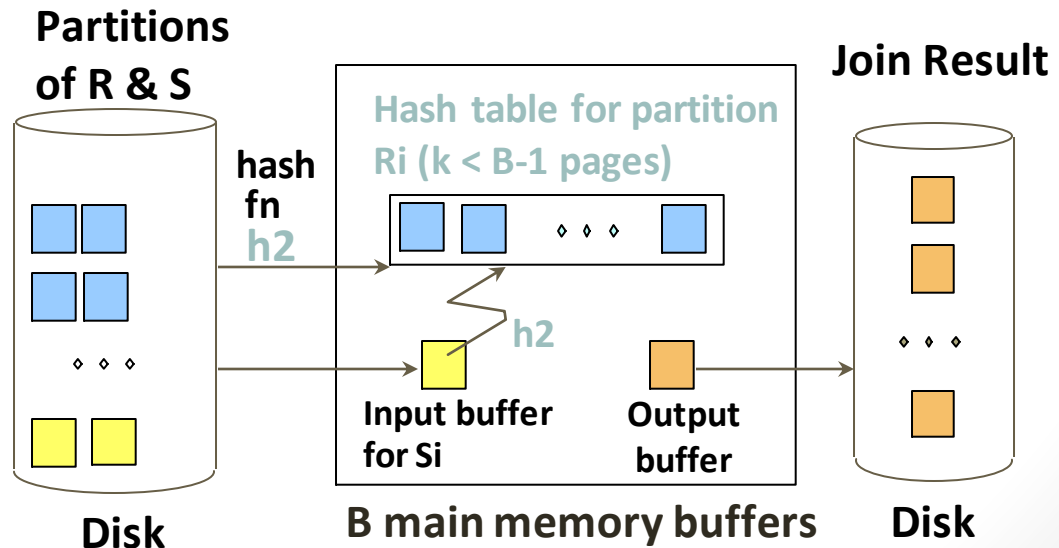 Partitions
of R & S
Join Result
Hash table for partition
Ri (k < B-1 pages)
hash
fn
h2
h2
Input buffer
for Si
Output
buffer
Disk
B main memory buffers
Disk